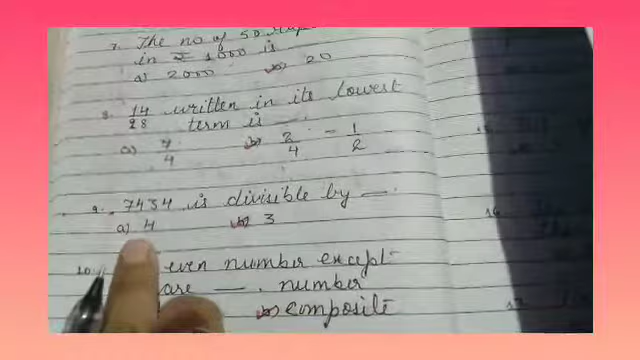 7. The no of 50
in ₹ 1000 is
a) 2000 b) 20
8. 14/28 written in its lowest
term is —
a) 7/4 b) 2/4 = 1/2
9. 7434 is divisible by —.
a) 4 b) 3
10. even number except
are —. number
b) composite